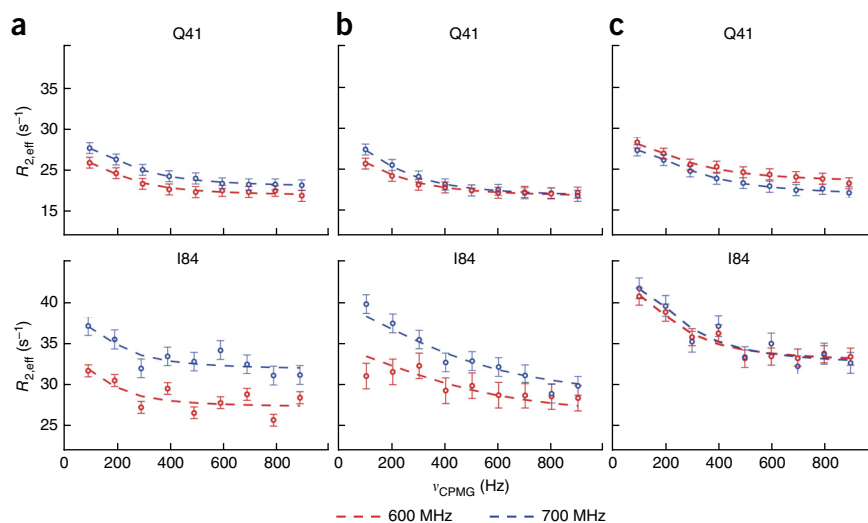 a b c
Q41 Q41 Q41
35
25
15
R2,eff (s−1)
I84 I84 I84
40
35
30
25
R2,eff (s−1)
0 200 400 600 800 0 200 400 600 800 0 200 400 600 800
νCPMG (Hz)
600 MHz 700 MHz